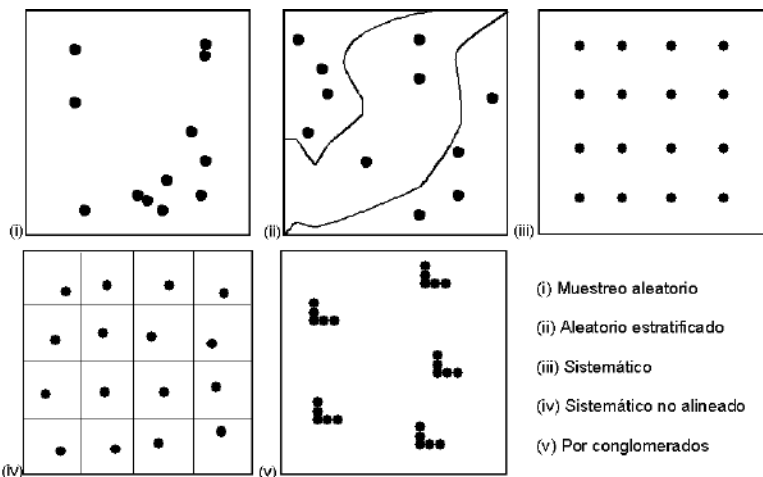 (i)
(ii)
(iii)
(iv)
(v)
(i) Muestreo aleatorio
(ii) Aleatorio estratificado
(iii) Sistemático
(iv) Sistemático no alineado
(v) Por conglomerados